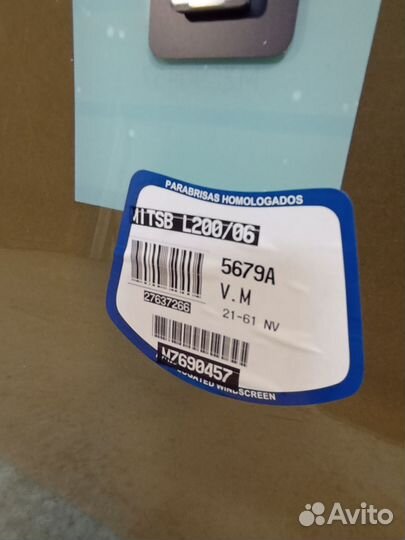 PARABRISAS HOMOLOGADOS
MITSB L200/06
5679A
27637266
V.M
21-61 NV
M7690457
WINDSCREEN
Avito